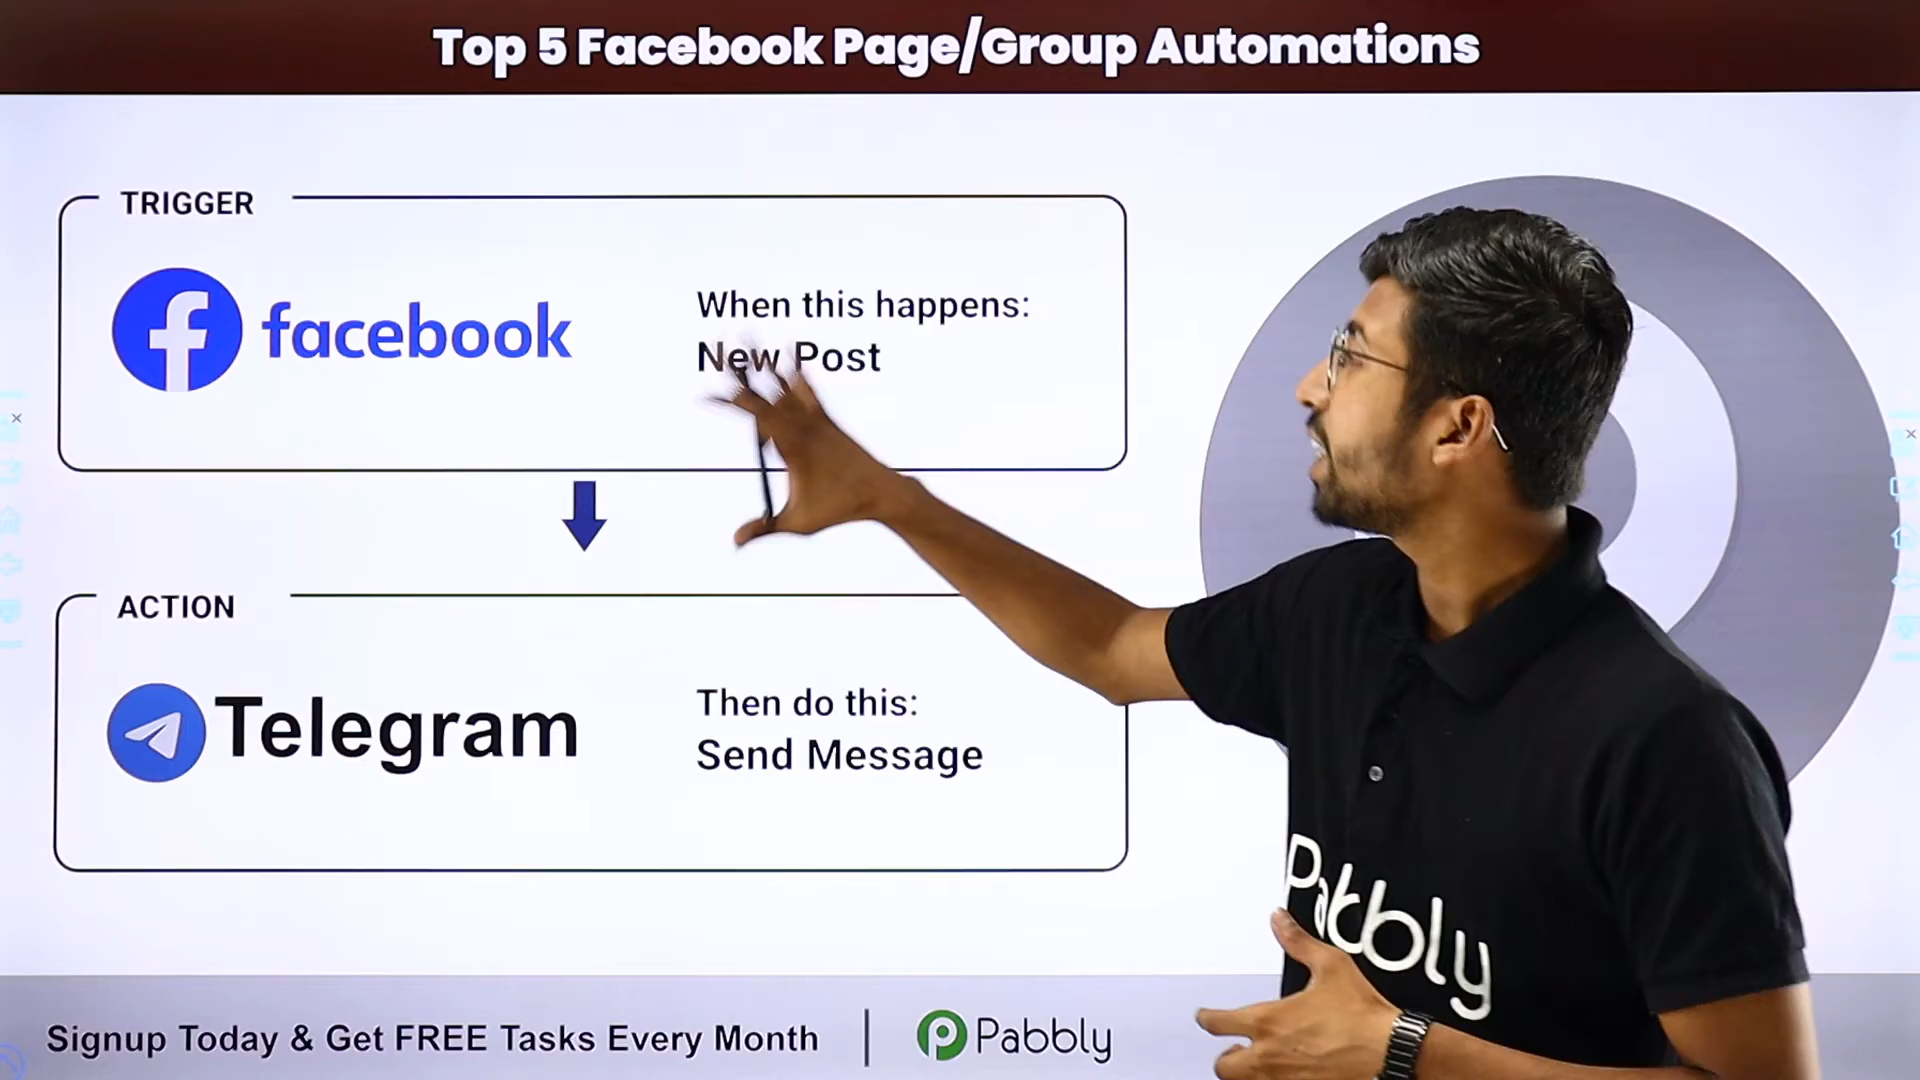 Top 5 Facebook Page/Group Automations
TRIGGER
facebook
When this happens:
New Post
ACTION
Telegram
Then do this:
Send Message
Pabbly
Signup Today & Get FREE Tasks Every Month
Pabbly